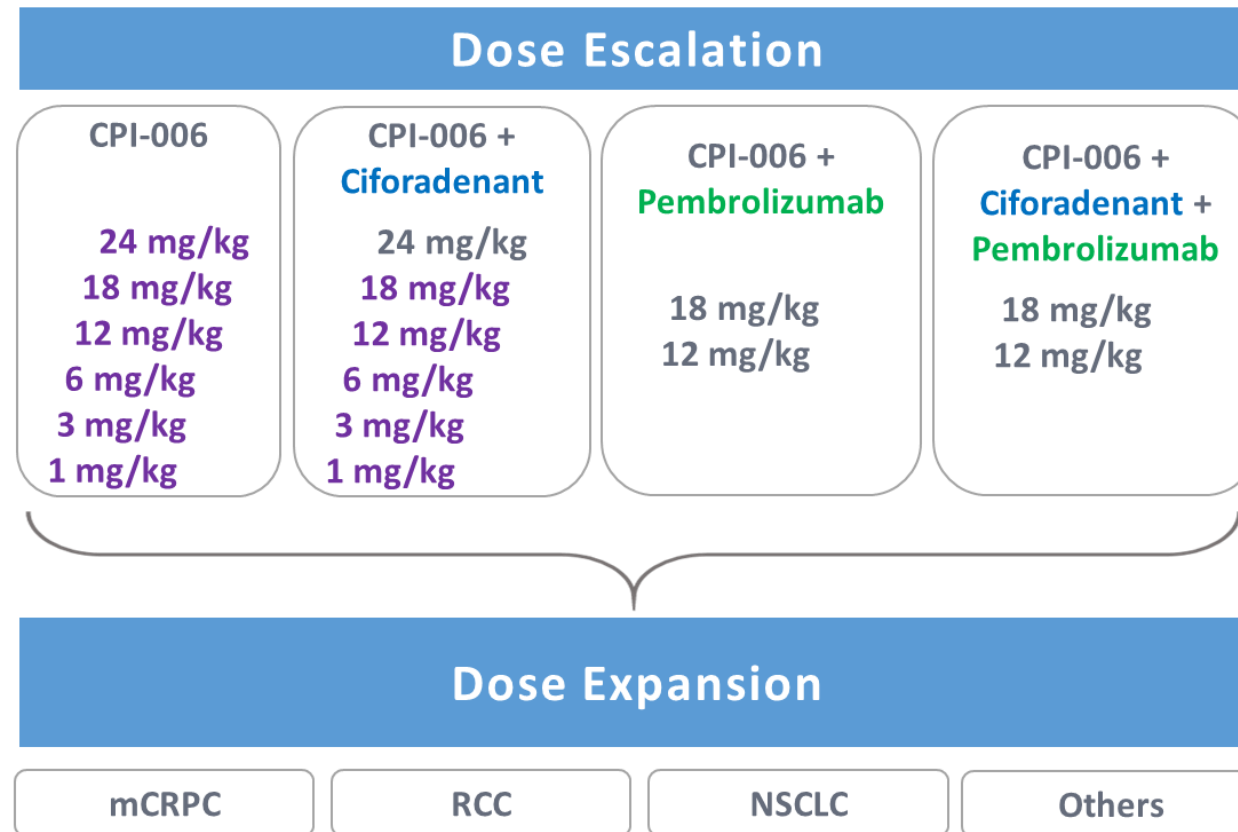 Dose Escalation
CPI-006
24 mg/kg
18 mg/kg
12 mg/kg
6 mg/kg
3 mg/kg
1 mg/kg
CPI-006 +
Ciforadenant
24 mg/kg
18 mg/kg
12 mg/kg
6 mg/kg
3 mg/kg
1 mg/kg
CPI-006 +
Pembrolizumab
18 mg/kg
12 mg/kg
CPI-006 +
Ciforadenant +
Pembrolizumab
18 mg/kg
12 mg/kg
Dose Expansion
mCRPC
RCC
NSCLC
Others